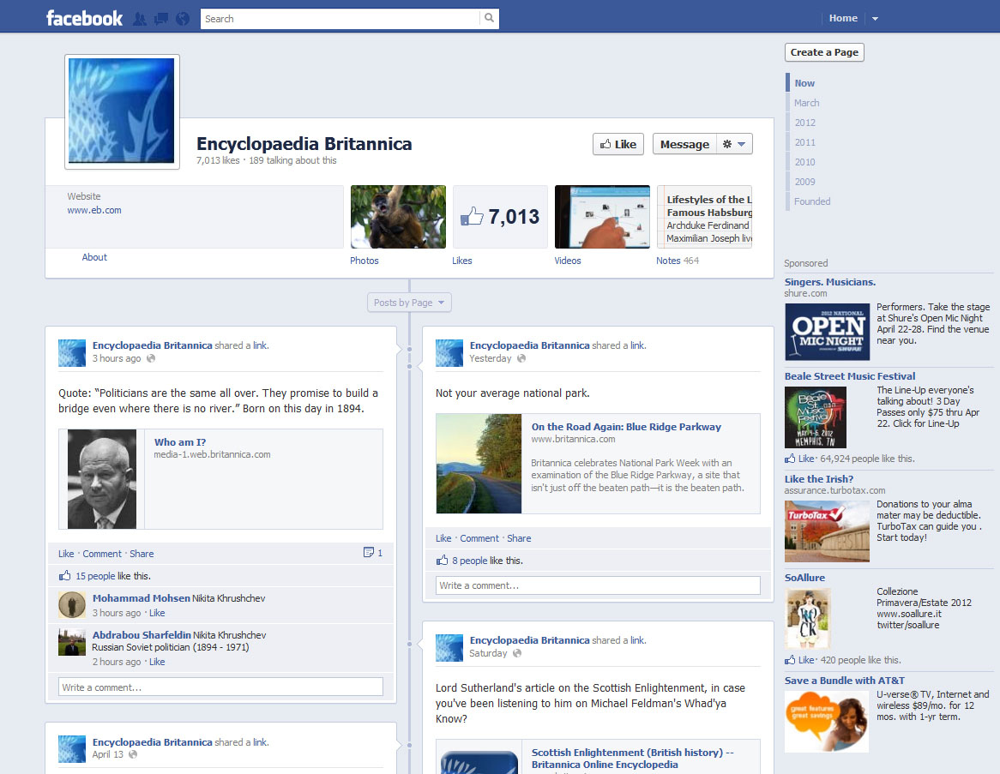 facebook
Search
Home
Create a Page
Now
March
2012
2011
2010
2009
Founded
Encyclopaedia Britannica
7,013 likes · 189 talking about this
Like
Message
Website
www.eb.com
About
7,013
Lifestyles of the L
Famous Habsburg
Archduke Ferdinand
Maximilian Joseph live
Photos
Likes
Videos
Notes 464
Posts by Page
Encyclopaedia Britannica shared a link.
3 hours ago
Quote: “Politicians are the same all over. They promise to build a
bridge even where there is no river.” Born on this day in 1894.
Who am I?
media-1.web.britannica.com
Like · Comment · Share
1
15 people like this.
Mohammad Mohsen Nikita Khrushchev
3 hours ago · Like
Abdrabou Sharfeldin Nikita Khrushchev
Russian Soviet politician (1894 - 1971)
2 hours ago · Like
Write a comment...
Encyclopaedia Britannica shared a link.
April 13
Encyclopaedia Britannica shared a link.
Yesterday
Not your average national park.
On the Road Again: Blue Ridge Parkway
www.britannica.com
Britannica celebrates National Park Week with an
examination of the Blue Ridge Parkway, a site that
isn't just off the beaten path—it is the beaten path.
Like · Comment · Share
8 people like this.
Write a comment...
Encyclopaedia Britannica shared a link.
Saturday
Lord Sutherland's article on the Scottish Enlightenment, in case
you've been listening to him on Michael Feldman's Whad'ya
Know?
Scottish Enlightenment (British history) --
Britannica Online Encyclopedia
Sponsored
Singers. Musicians.
shure.com
2012 NATIONAL
OPEN
MIC NIGHT
SHURE
Performers. Take the stage
at Shure's Open Mic Night
April 22-28. Find the venue
near you.
Beale Street Music Festival
Beale
St
Music
Festival
MAY 4-6, 2012
MEMPHIS, TN
The Line-Up everyone's
talking about! 3 Day
Passes only $75 thru Apr
22. Click for Line-Up
Like · 64,924 people like this.
Like the Irish?
assurance.turbotax.com
TurboTax
Donations to your alma
mater may be deductible.
TurboTax can guide you .
Start today!
SoAllure
Collezione
Primavera/Estate 2012
www.soallure.it
twitter/soallure
Like · 420 people like this.
Save a Bundle with AT&T
great features
great savings
U-verse® TV, Internet and
wireless $89/mo. for 12
mos. with 1-yr term.